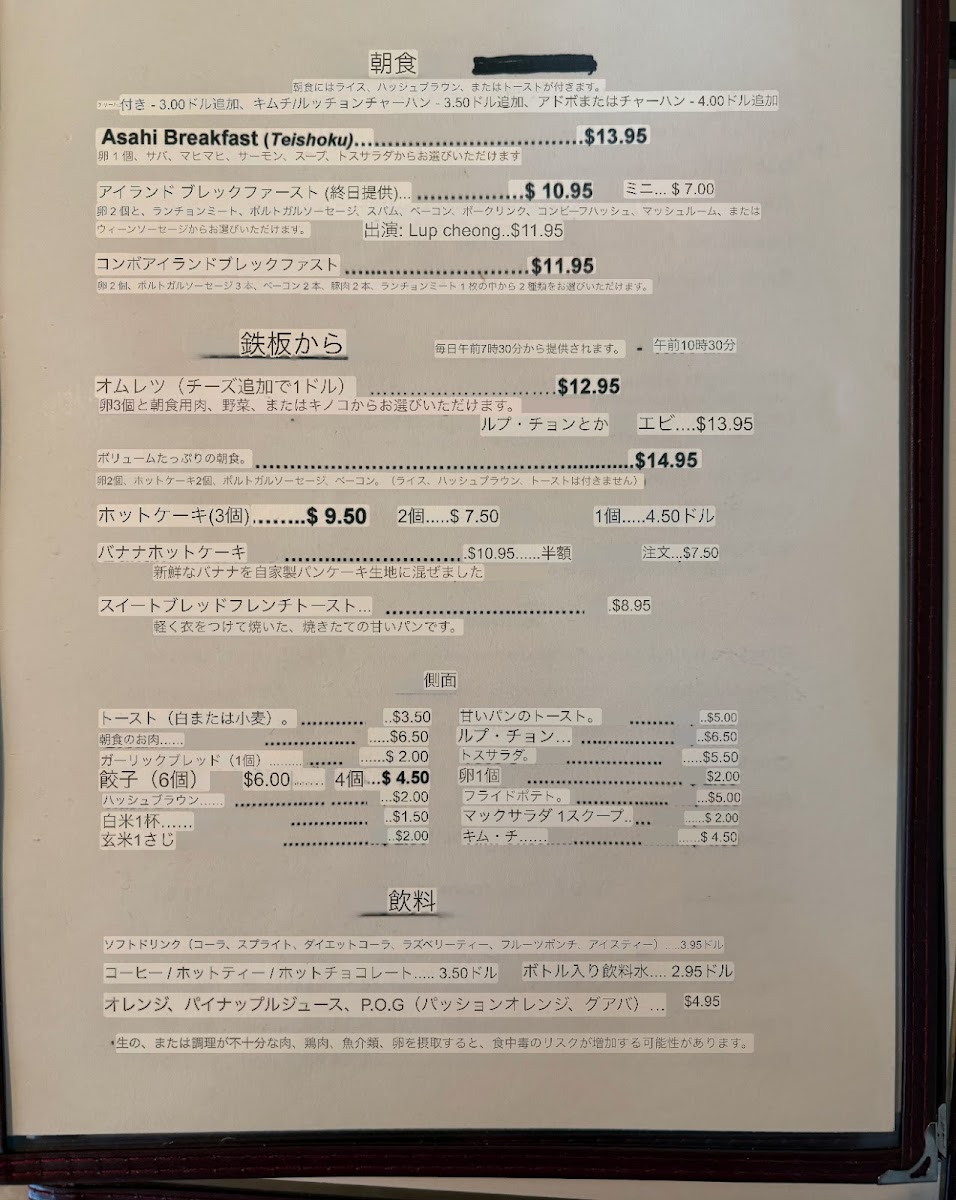 朝食
朝食にはライス、ハッシュブラウン、またはトーストが付きます。
付き - 3.00ドル追加、キムチ/ルッチョンチャーハン - 3.50ドル追加、アドボまたはチャーハン - 4.00ドル追加
Asahi Breakfast (Teishoku)..............................$13.95
卵1個、サバ、マヒマヒ、サーモン、スープ、トスサラダからお選びいただけます
アイランド ブレックファースト (終日提供)... ................$ 10.95 ミニ... $ 7.00
卵2個と、ランチョンミート、ポルトガルソーセージ、スパム、ベーコン、ポークリンク、コンビーフハッシュ、マッシュルーム、または
ウィーンソーセージからお選びいただけます。 出演: Lup cheong..$11.95
コンボアイランドブレックファスト ............................$11.95
卵2個、ポルトガルソーセージ3本、ベーコン2本、豚肉2本、ランチョンミート1枚の中から2種類をお選びいただけます。
鉄板から 毎日午前7時30分から提供されます。 - 午前10時30分
オムレツ（チーズ追加で1ドル） ............................$12.95
卵3個と朝食用肉、野菜、またはキノコからお選びいただけます。
ルプ・チョンとか エビ....$13.95
ボリュームたっぷりの朝食。 ..........................................................$14.95
卵2個、ホットケーキ2個、ポルトガルソーセージ、ベーコン。（ライス、ハッシュブラウン、トーストは付きません）
ホットケーキ(3個)........$ 9.50 2個.....$ 7.50 1個.....4.50ドル
バナナホットケーキ ...........................$10.95......半額 注文...$7.50
新鮮なバナナを自家製パンケーキ生地に混ぜました
スイートブレッドフレンチトースト... .............................. .$8.95
軽く衣をつけて焼いた、焼きたての甘いパンです。
側面
トースト（白または小麦）。 ............ ..$3.50 甘いパンのトースト。 ........ ..$5.00
朝食のお肉...... ................ .....$6.50 ルプ・チョン... ................ ..$6.50
ガーリックブレッド（1個）......... ...... ......$ 2.00 トスサラダ。 .................. .....$5.50
餃子（6個） $6.00....... 4個 ...$ 4.50 卵1個 ...................... $2.00
ハッシュブラウン...... ............. ....... ...$2.00 フライドポテト。 ................ ...$5.00
白米1杯...... .............. ..$1.50 マックサラダ 1スクープ.. ... .....$ 2.00
玄米1さじ ............... ..$2.00 キム・チ...... ................. ......$ 4.50
飲料
ソフトドリンク（コーラ、スプライト、ダイエットコーラ、ラズベリーティー、フルーツポンチ、アイスティー）....3.95ドル
コーヒー / ホットティー / ホットチョコレート..... 3.50ドル ボトル入り飲料水.... 2.95ドル
オレンジ、パイナップルジュース、P.O.G（パッションオレンジ、グアバ）... $4.95
*生の、または調理が不十分な肉、鶏肉、魚介類、卵を摂取すると、食中毒のリスクが増加する可能性があります。